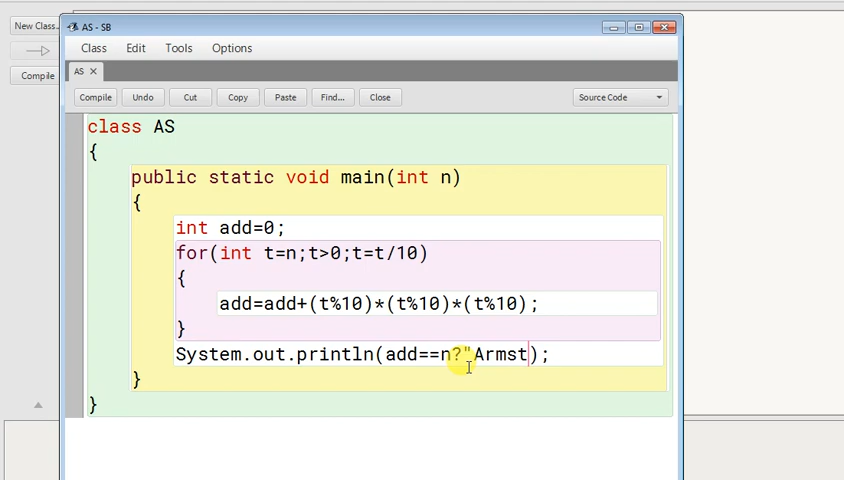 New Class...
AS - SB
Class Edit Tools Options
Compile
AS ×
Compile Undo Cut Copy Paste Find... Close Source Code
class AS
{
public static void main(int n)
{
int add=0;
for(int t=n;t>0;t=t/10)
{
add=add+(t%10)*(t%10)*(t%10);
}
System.out.println(add==n?"Armst);
}
}